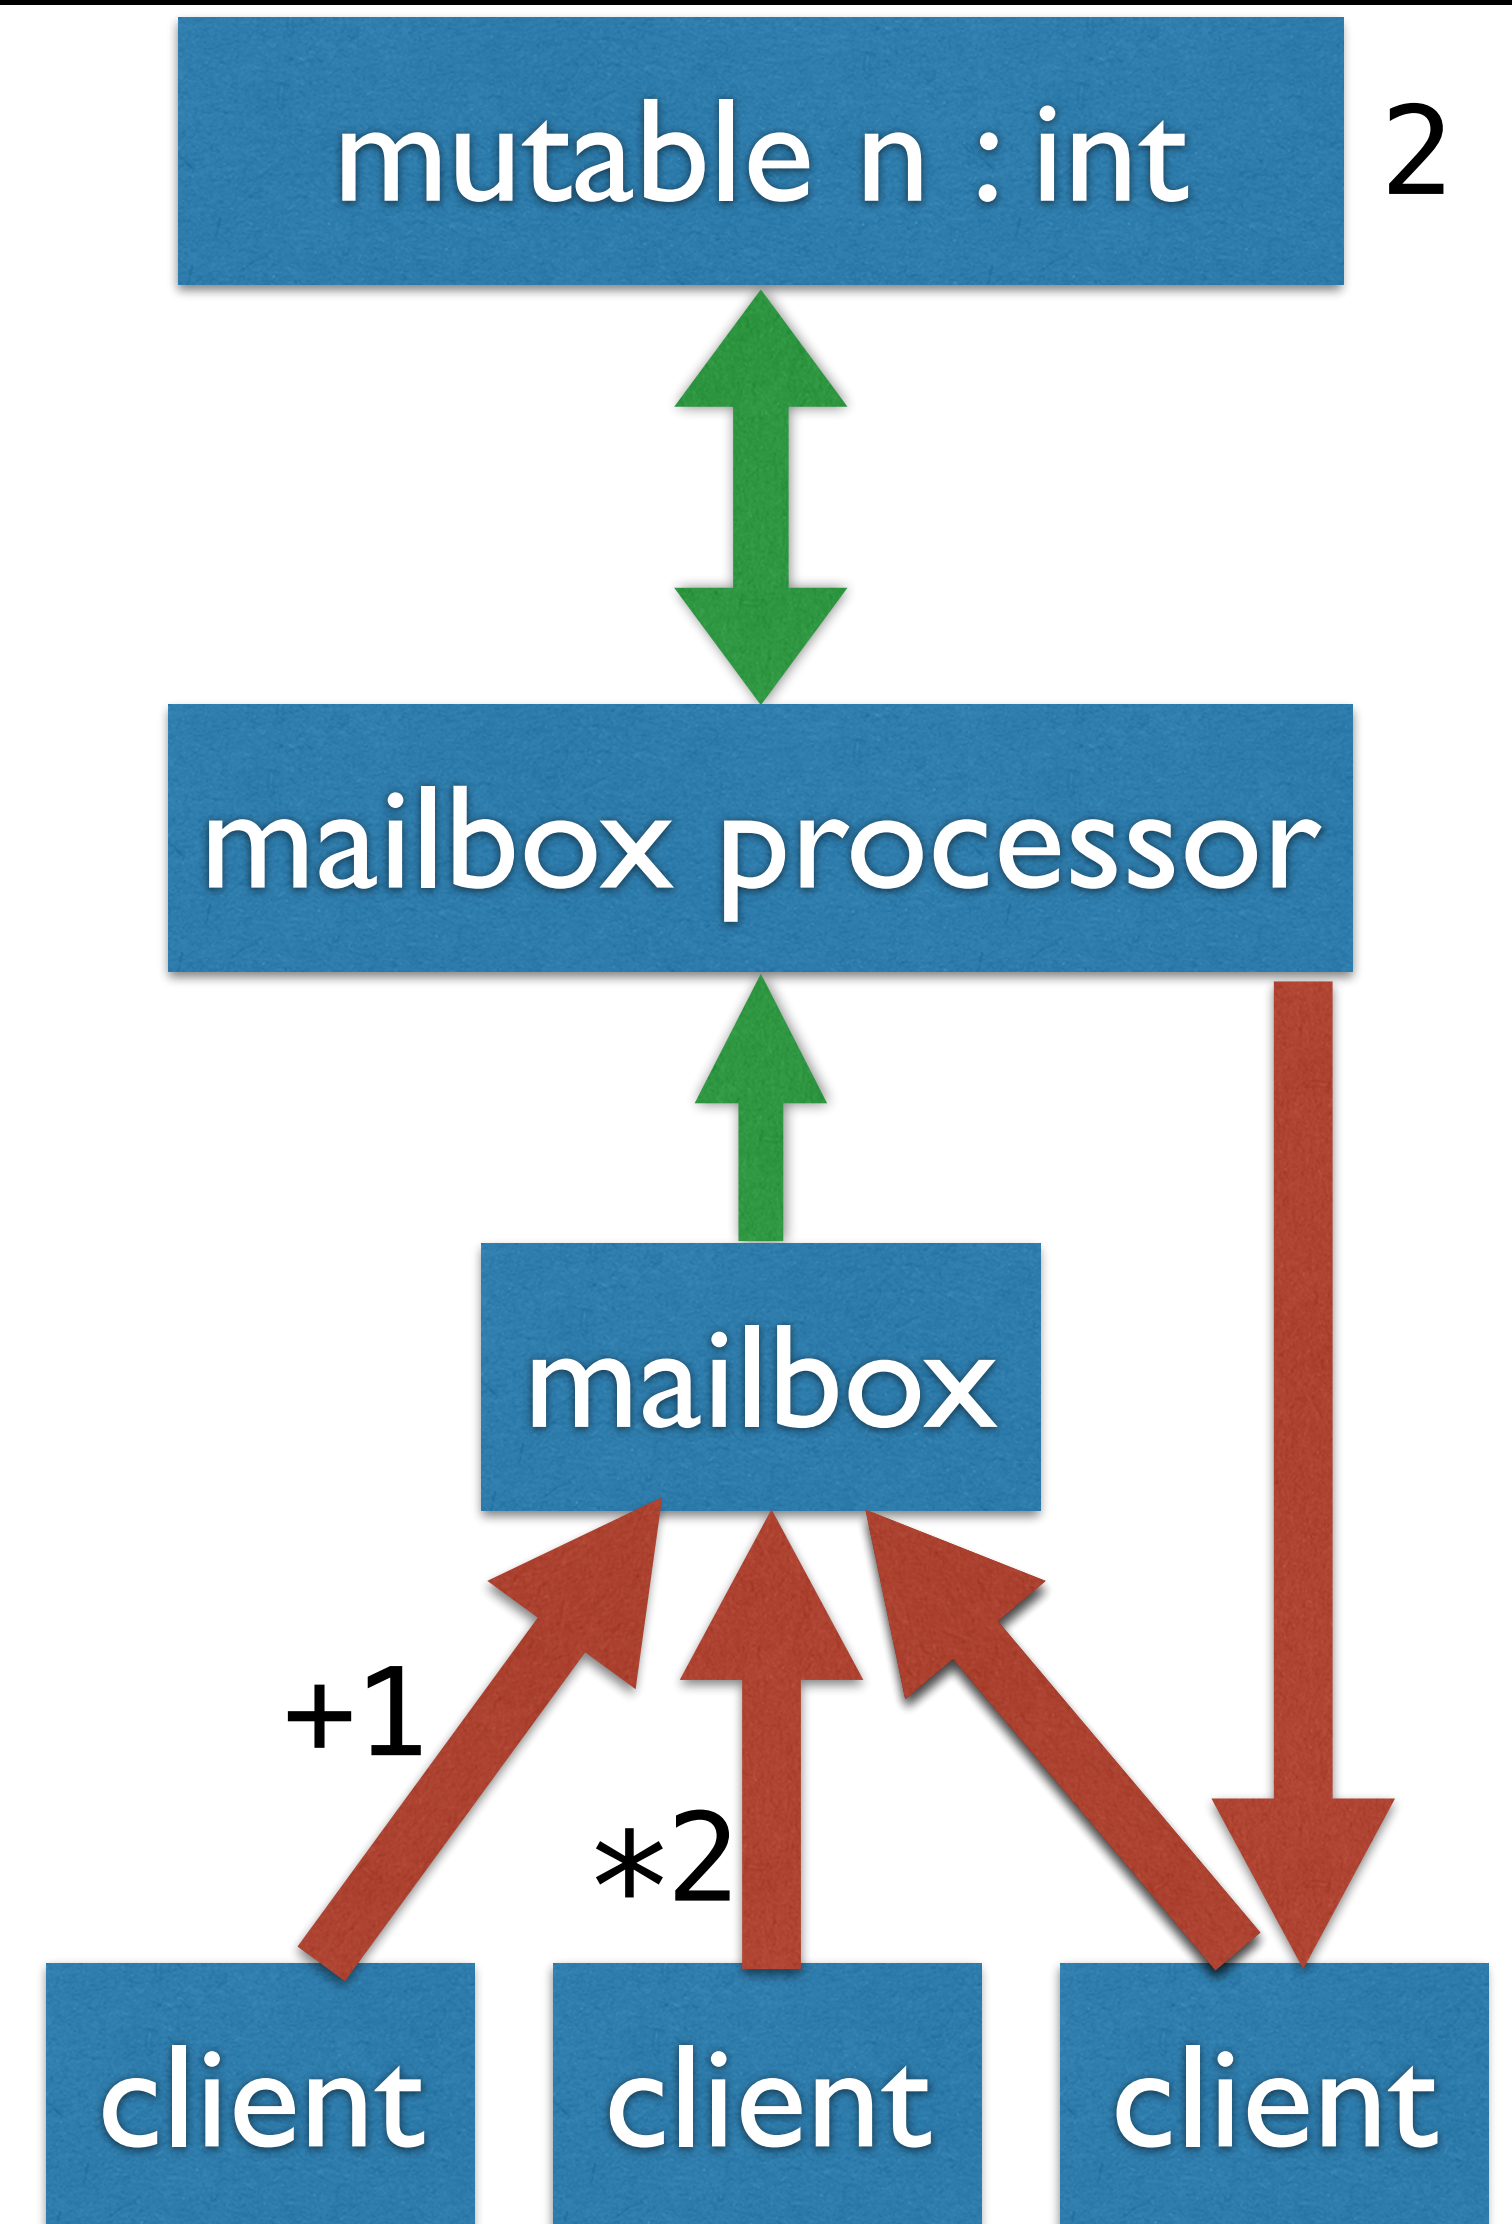 mutable n : int
2
mailbox processor
mailbox
+1
*2
client
client
client